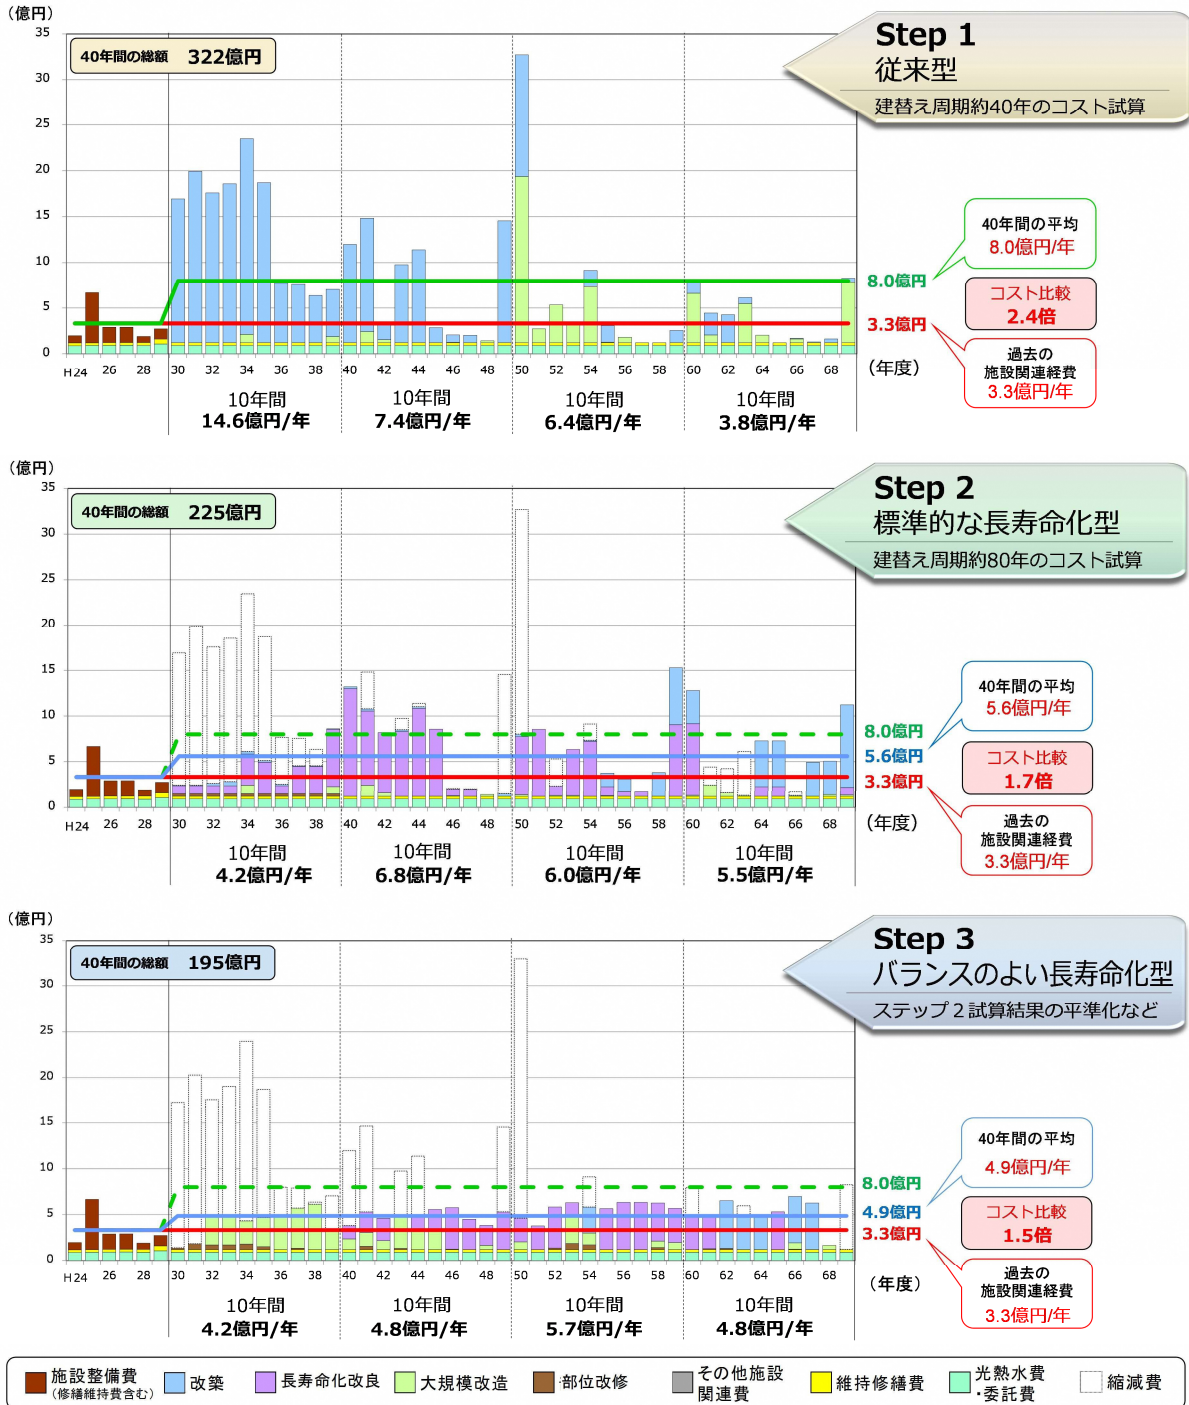 (億円)
35
30
25
20
15
10
5
0
40年間の総額 322億円
H24 26 28 30 32 34 36 38 40 42 44 46 48 50 52 54 56 58 60 62 64 66 68
(年度)
10年間
14.6億円/年
10年間
7.4億円/年
10年間
6.4億円/年
10年間
3.8億円/年
Step 1
従来型
建替え周期約40年のコスト試算
40年間の平均
8.0億円/年
8.0億円
コスト比較
2.4倍
3.3億円
過去の
施設関連経費
3.3億円/年
(億円)
35
30
25
20
15
10
5
0
40年間の総額 225億円
H24 26 28 30 32 34 36 38 40 42 44 46 48 50 52 54 56 58 60 62 64 66 68
(年度)
10年間
4.2億円/年
10年間
6.8億円/年
10年間
6.0億円/年
10年間
5.5億円/年
Step 2
標準的な長寿命化型
建替え周期約80年のコスト試算
40年間の平均
5.6億円/年
8.0億円
5.6億円
コスト比較
1.7倍
3.3億円
過去の
施設関連経費
3.3億円/年
(億円)
35
30
25
20
15
10
5
0
40年間の総額 195億円
H24 26 28 30 32 34 36 38 40 42 44 46 48 50 52 54 56 58 60 62 64 66 68
(年度)
10年間
4.2億円/年
10年間
4.8億円/年
10年間
5.7億円/年
10年間
4.8億円/年
Step 3
バランスのよい長寿命化型
ステップ2試算結果の平準化など
40年間の平均
4.9億円/年
8.0億円
4.9億円
コスト比較
1.5倍
3.3億円
過去の
施設関連経費
3.3億円/年
施設整備費
(修繕維持費含む)
改築
長寿命化改良
大規模改造
部位改修
その他施設
関連費
維持修繕費
光熱水費
・委託費
縮減費